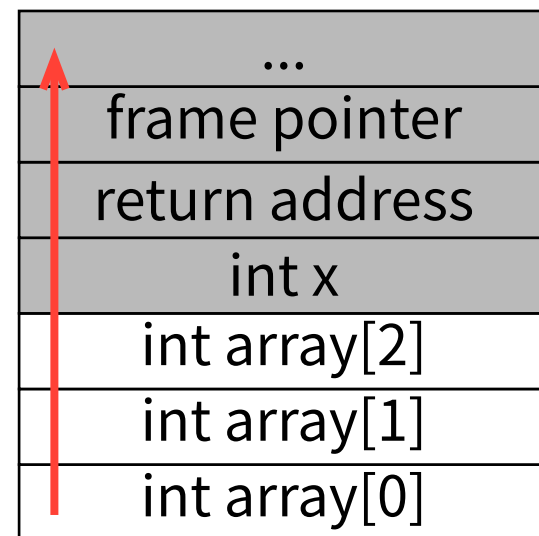 ...
frame pointer
return address
int x
int array[2]
int array[1]
int array[0]